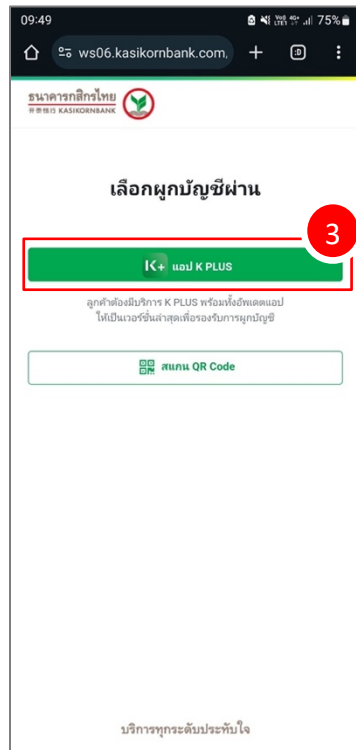 09:49
Vo5 4G+ 75%
ws06.kasikornbank.com,
ธนาคารกสิกรไทย
开泰银行 KASIKORNBANK
เลือกผูกบัญชีผ่าน
3
K+ แอป K PLUS
ลูกค้าต้องมีบริการ K PLUS พร้อมทั้งอัพเดตแอป
ให้เป็นเวอร์ชั่นล่าสุดเพื่อรองรับการผูกบัญชี
สแกน QR Code
บริการทุกระดับประทับใจ